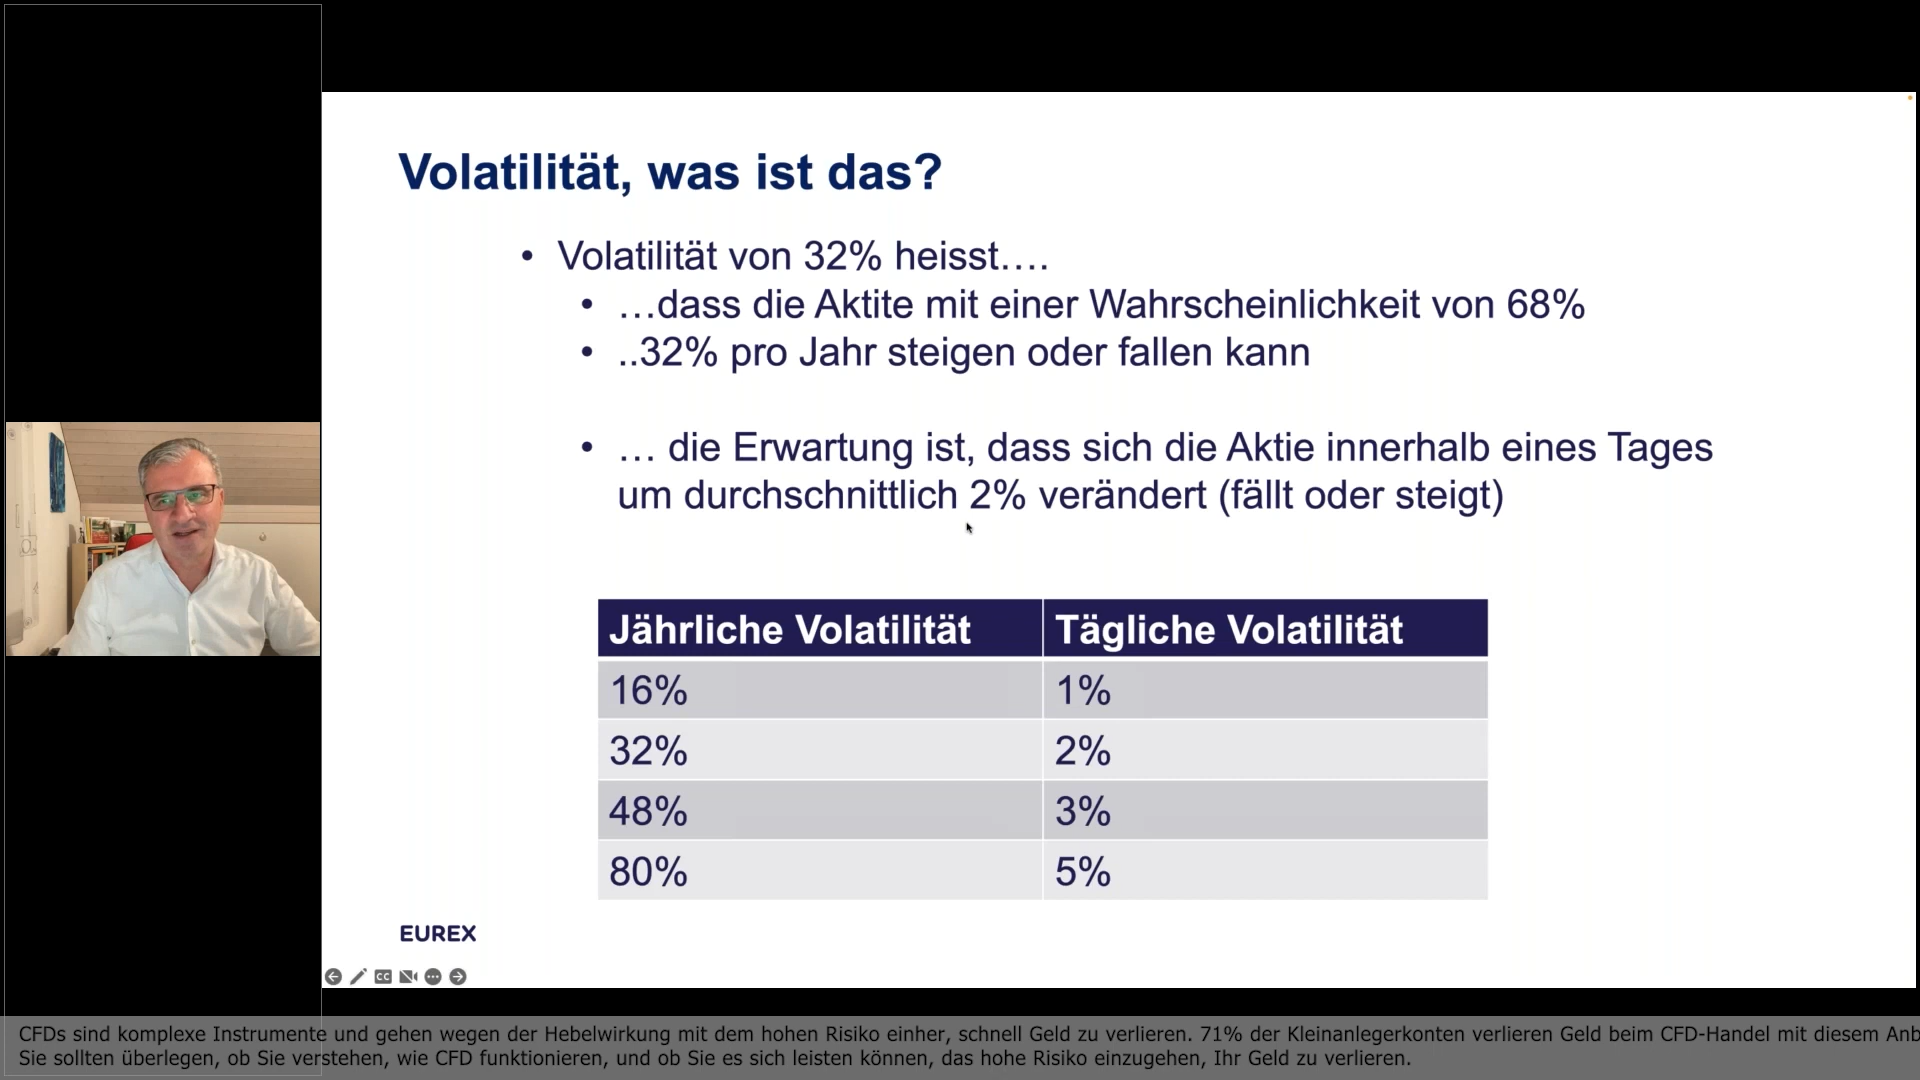 Volatilität, was ist das?
• Volatilität von 32% heisst….
• …dass die Aktite mit einer Wahrscheinlichkeit von 68%
• ..32% pro Jahr steigen oder fallen kann
• … die Erwartung ist, dass sich die Aktie innerhalb eines Tages
um durchschnittlich 2% verändert (fällt oder steigt)
Jährliche Volatilität Tägliche Volatilität
16% 1%
32% 2%
48% 3%
80% 5%
EUREX
CC
CFDs sind komplexe Instrumente und gehen wegen der Hebelwirkung mit dem hohen Risiko einher, schnell Geld zu verlieren. 71% der Kleinanlegerkonten verlieren Geld beim CFD-Handel mit diesem Anb
Sie sollten überlegen, ob Sie verstehen, wie CFD funktionieren, und ob Sie es sich leisten können, das hohe Risiko einzugehen, Ihr Geld zu verlieren.